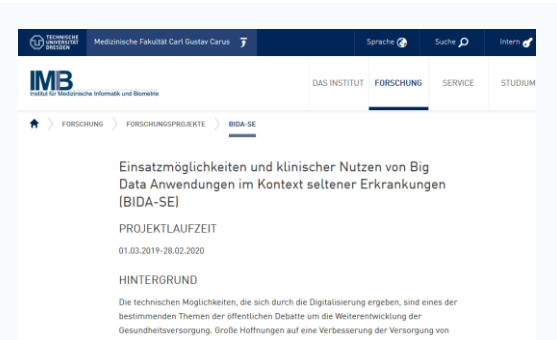 TECHNISCHE
UNIVERSITÄT
DRESDEN
Medizinische Fakultät Carl Gustav Carus
Sprache
Suche
Intern
IMB
Institut für Medizinische Informatik und Biometrie
DAS INSTITUT FORSCHUNG SERVICE STUDIUM
FORSCHUNG FORSCHUNGSPROJEKTE BIDA-SE
Einsatzmöglichkeiten und klinischer Nutzen von Big
Data Anwendungen im Kontext seltener Erkrankungen
(BIDA-SE)
PROJEKTLAUFZEIT
01.03.2019-28.02.2020
HINTERGRUND
Die technischen Möglichkeiten, die sich durch die Digitalisierung ergeben, sind eines der
bestimmenden Themen der öffentlichen Debatte um die Weiterentwicklung der
Gesundheitsversorgung. Große Hoffnungen auf eine Verbesserung der Versorgung von